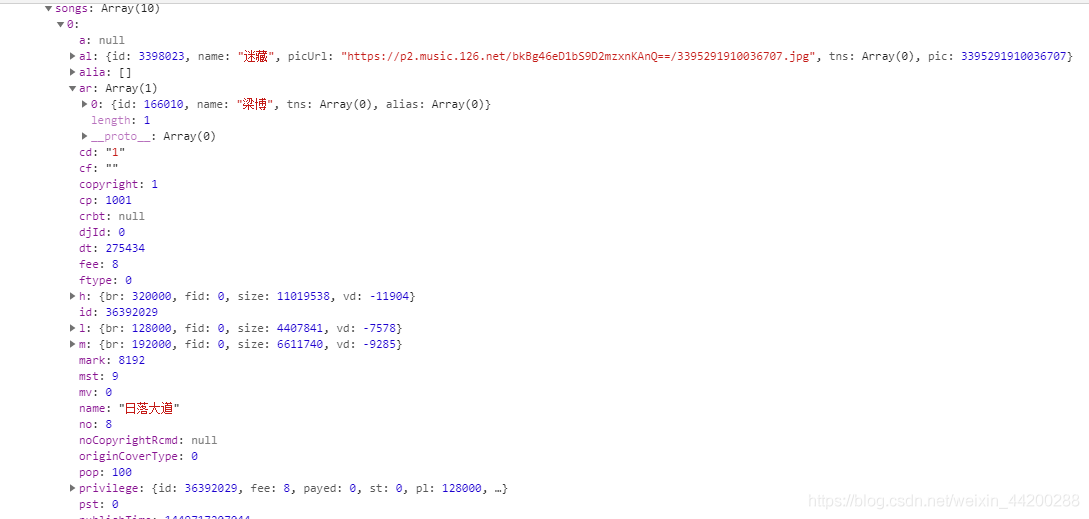 songs: Array(10)
0:
a: null
al: {id: 3398023, name: "迷藏", picUrl: "https://p2.music.126.net/bkBg46eD1bS9D2mzxnKAnQ==/3395291910036707.jpg", tns: Array(0), pic: 3395291910036707}
alia: []
ar: Array(1)
0: {id: 166010, name: "梁博", tns: Array(0), alias: Array(0)}
length: 1
__proto__: Array(0)
cd: "1"
cf: ""
copyright: 1
cp: 1001
crbt: null
djId: 0
dt: 275434
fee: 8
ftype: 0
h: {br: 320000, fid: 0, size: 11019538, vd: -11904}
id: 36392029
l: {br: 128000, fid: 0, size: 4407841, vd: -7578}
m: {br: 192000, fid: 0, size: 6611740, vd: -9285}
mark: 8192
mst: 9
mv: 0
name: "日落大道"
no: 8
noCopyrightRcmd: null
originCoverType: 0
pop: 100
privilege: {id: 36392029, fee: 8, payed: 0, st: 0, pl: 128000, …}
pst: 0
https://blog.csdn.net/weixin_44200288